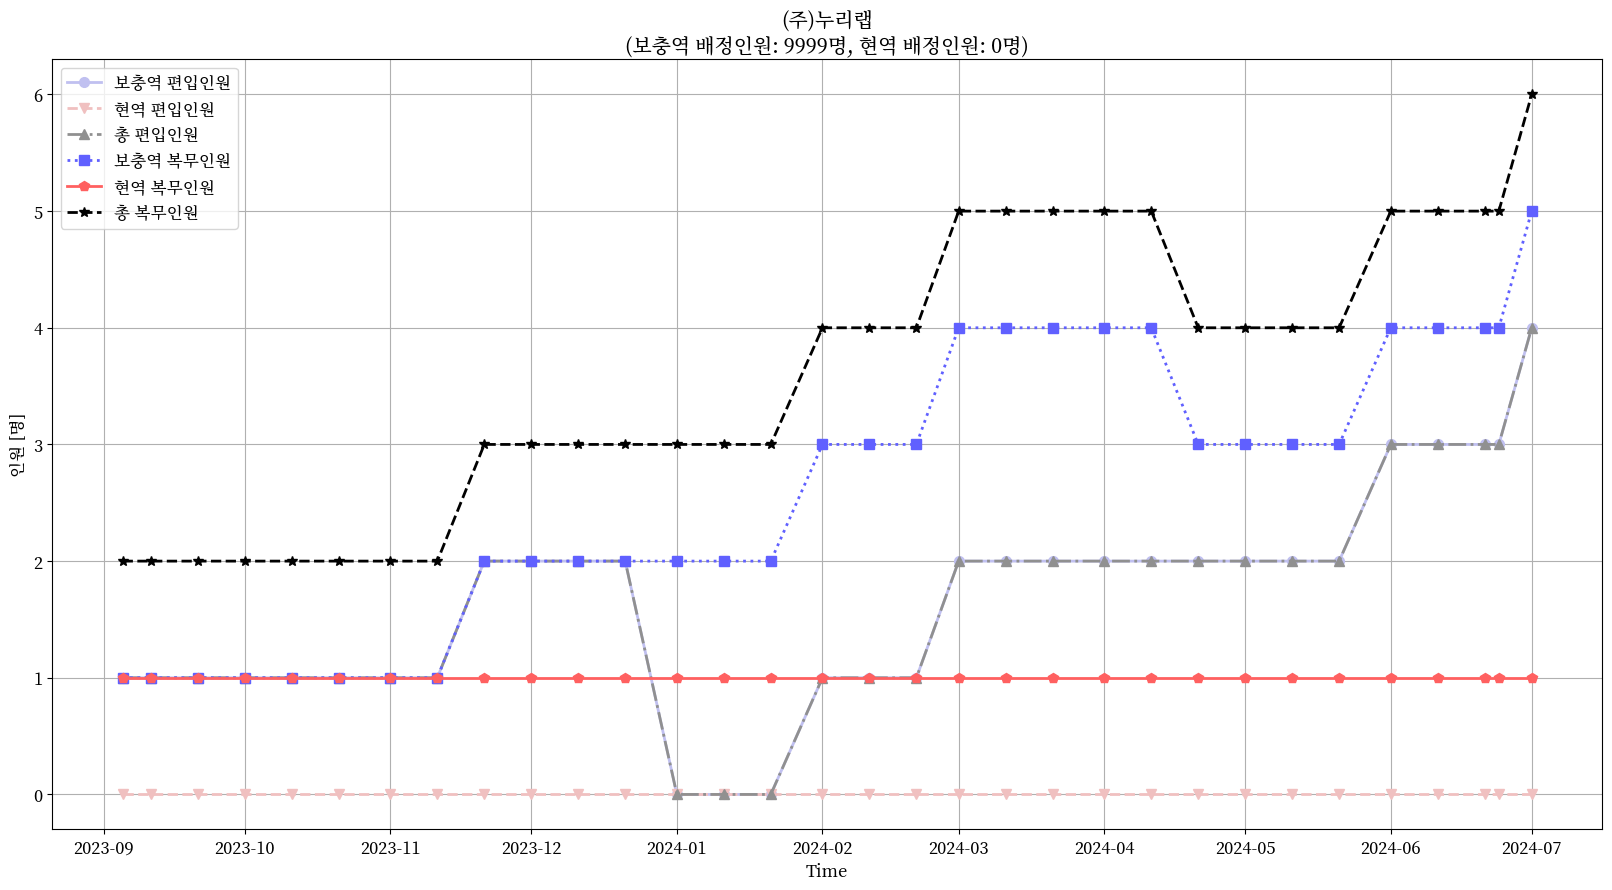 (주)누리랩
(보충역 배정인원: 9999명, 현역 배정인원: 0명)
보충역 편입인원
현역 편입인원
총 편입인원
보충역 복무인원
현역 복무인원
총 복무인원
인원 [명]
6
5
4
3
2
1
0
2023-09 2023-10 2023-11 2023-12 2024-01 2024-02 2024-03 2024-04 2024-05 2024-06 2024-07
Time